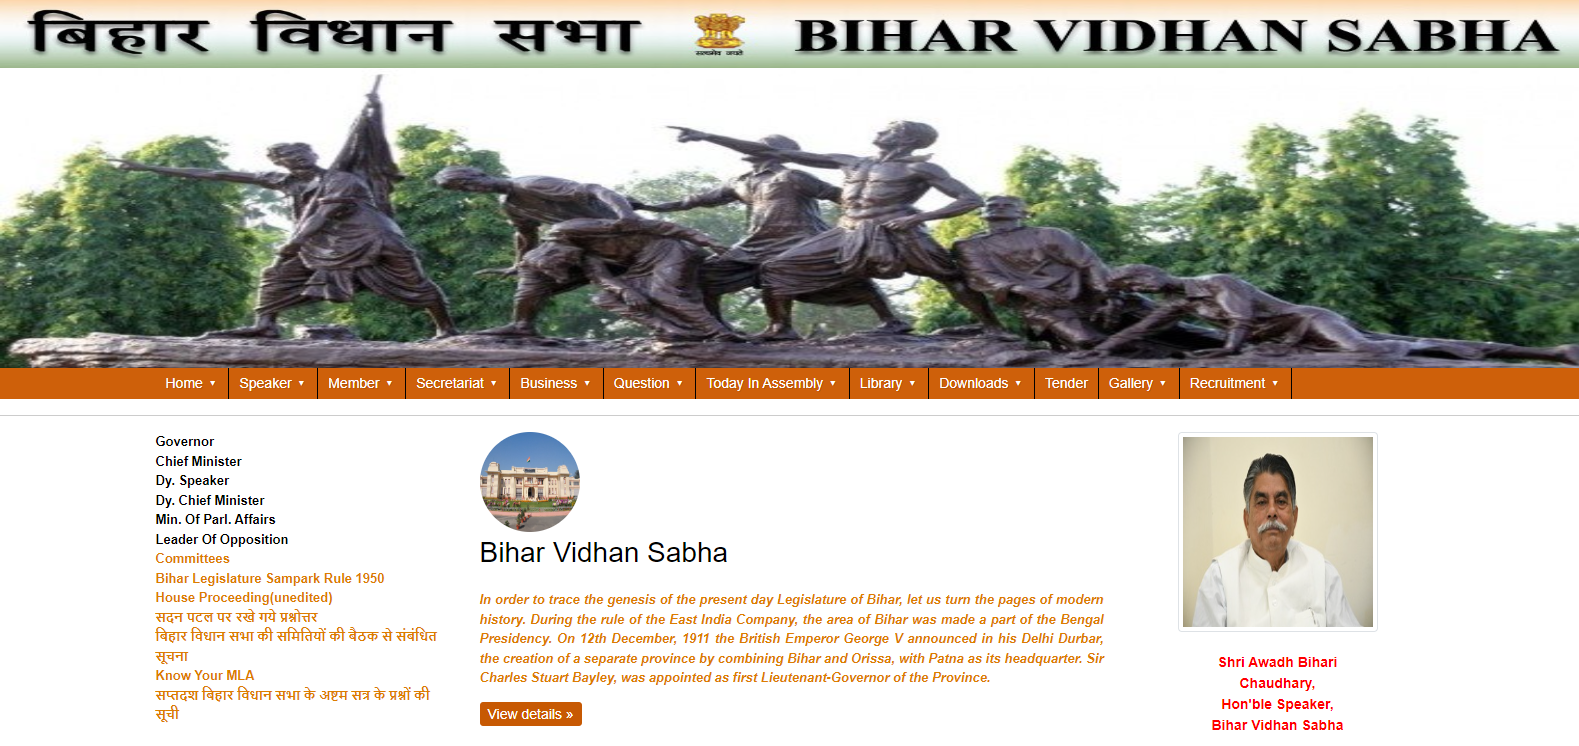 बिहार विधान सभा सत्यमेव जयते BIHAR VIDHAN SABHA
Home ▾ Speaker ▾ Member ▾ Secretariat ▾ Business ▾ Question ▾ Today In Assembly ▾ Library ▾ Downloads ▾ Tender Gallery ▾ Recruitment ▾
Governor
Chief Minister
Dy. Speaker
Dy. Chief Minister
Min. Of Parl. Affairs
Leader Of Opposition
Committees
Bihar Legislature Sampark Rule 1950
House Proceeding(unedited)
सदन पटल पर रखे गये प्रश्नोत्तर
बिहार विधान सभा की समितियों की बैठक से संबंधित
सूचना
Know Your MLA
सप्तदश बिहार विधान सभा के अष्टम सत्र के प्रश्नों की
सूची
Bihar Vidhan Sabha
In order to trace the genesis of the present day Legislature of Bihar, let us turn the pages of modern
history. During the rule of the East India Company, the area of Bihar was made a part of the Bengal
Presidency. On 12th December, 1911 the British Emperor George V announced in his Delhi Durbar,
the creation of a separate province by combining Bihar and Orissa, with Patna as its headquarter. Sir
Charles Stuart Bayley, was appointed as first Lieutenant-Governor of the Province.
View details »
Shri Awadh Bihari
Chaudhary,
Hon'ble Speaker,
Bihar Vidhan Sabha